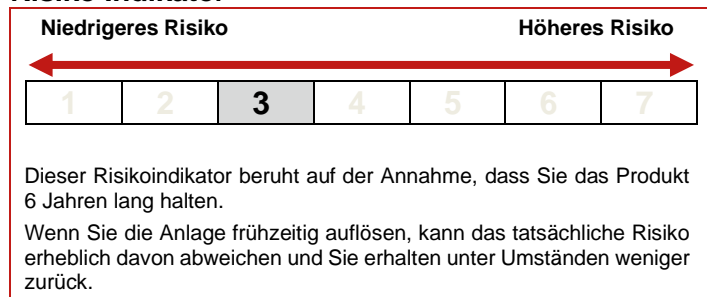 Niedrigeres Risiko Höheres Risiko
1 2 3 4 5 6 7
Dieser Risikoindikator beruht auf der Annahme, dass Sie das Produkt
6 Jahren lang halten.
Wenn Sie die Anlage frühzeitig auflösen, kann das tatsächliche Risiko
erheblich davon abweichen und Sie erhalten unter Umständen weniger
zurück.